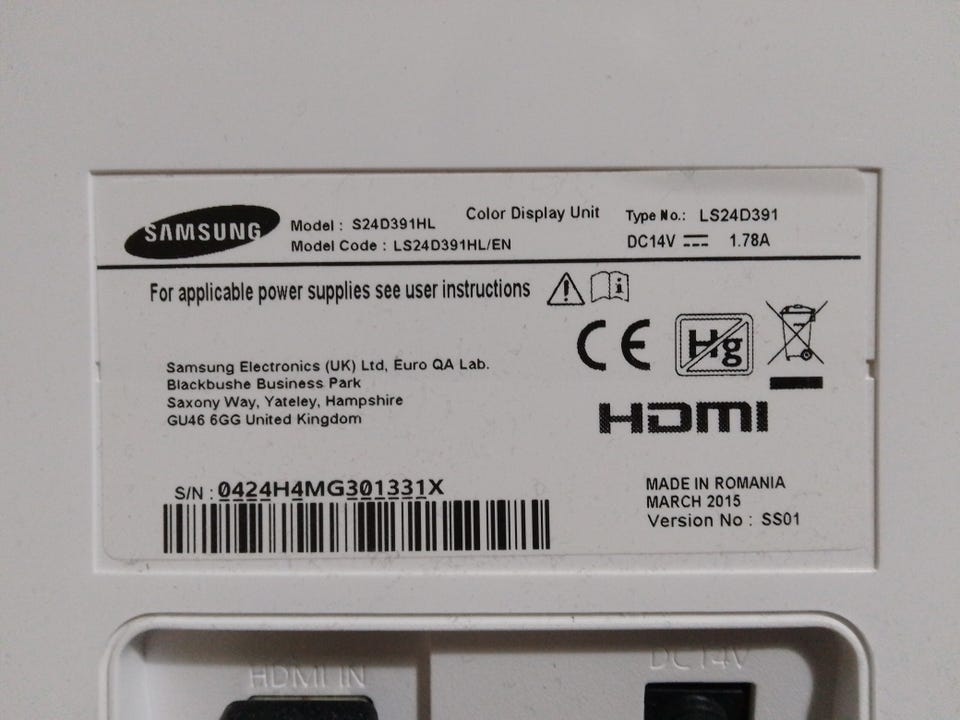 SAMSUNG
Model : S24D391HL
Model Code : LS24D391HL/EN
Color Display Unit
Type No.: LS24D391
DC14V 1.78A
For applicable power supplies see user instructions
CE
Hg
Samsung Electronics (UK) Ltd, Euro QA Lab.
Blackbushe Business Park
Saxony Way, Yateley, Hampshire
GU46 6GG United Kingdom
HDMI
S/N : 0424H4MG301331X
MADE IN ROMANIA
MARCH 2015
Version No : SS01
HDMI IN
DC 14V